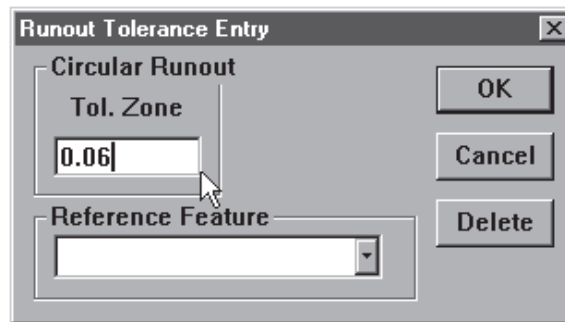 Runout Tolerance Entry
Circular Runout
Tol. Zone
0.06
Reference Feature
OK
Cancel
Delete